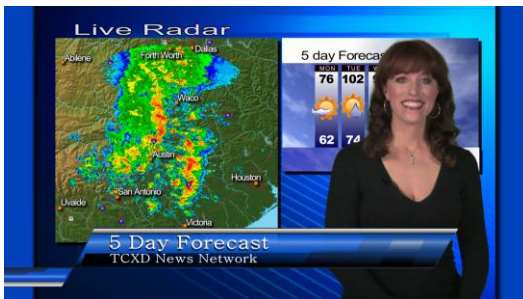 Live Radar
Abilene
Forth Worth
Dallas
Waco
Austin
Houston
San Antonio
Uvalde
Victoria
5 day Forecast
MON TUE W
76 102
62 74
5 Day Forecast
TCXD News Network